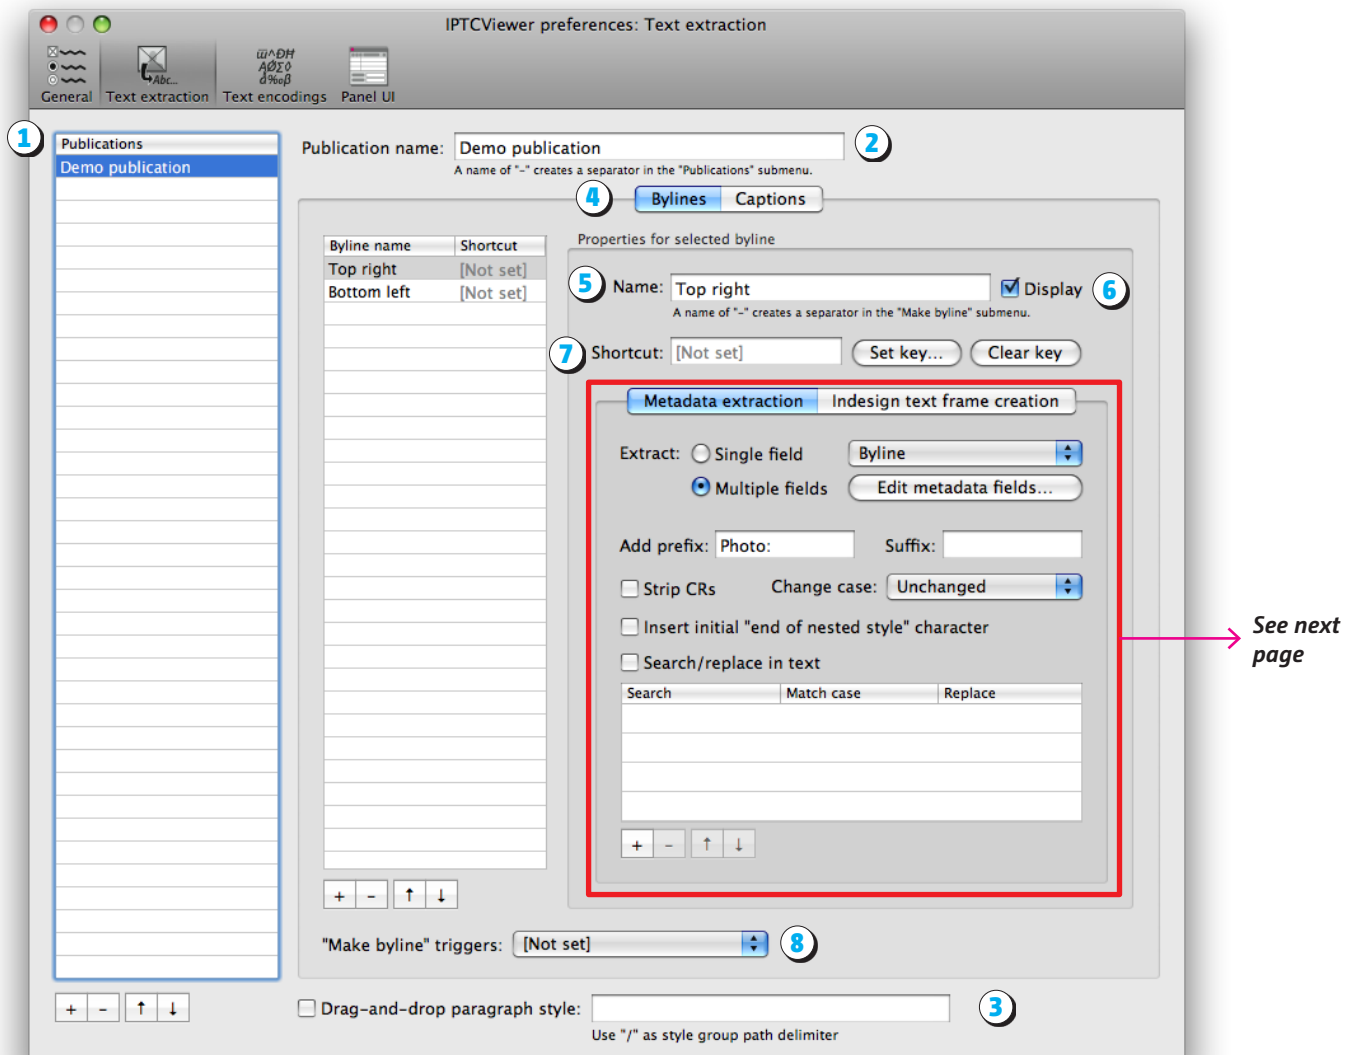 IPTCViewer preferences: Text extraction
Abc...
General Text extraction Text encodings Panel UI
1
Publications
Demo publication
Publication name: Demo publication 2
A name of "-" creates a separator in the "Publications" submenu.
4 Bylines Captions
Byline name Shortcut
Top right [Not set]
Bottom left [Not set]
Properties for selected byline
5 Name: Top right Display 6
A name of "-" creates a separator in the "Make byline" submenu.
7 Shortcut: [Not set] Set key... Clear key
Metadata extraction Indesign text frame creation
Extract: Single field Byline
Multiple fields Edit metadata fields...
Add prefix: Photo: Suffix:
Strip CRs Change case: Unchanged
Insert initial "end of nested style" character
Search/replace in text
Search Match case Replace
+ - ↑ ↓
See next
page
+ - ↑ ↓
"Make byline" triggers: [Not set] 8
+ - ↑ ↓
Drag-and-drop paragraph style: 3
Use "/" as style group path delimiter